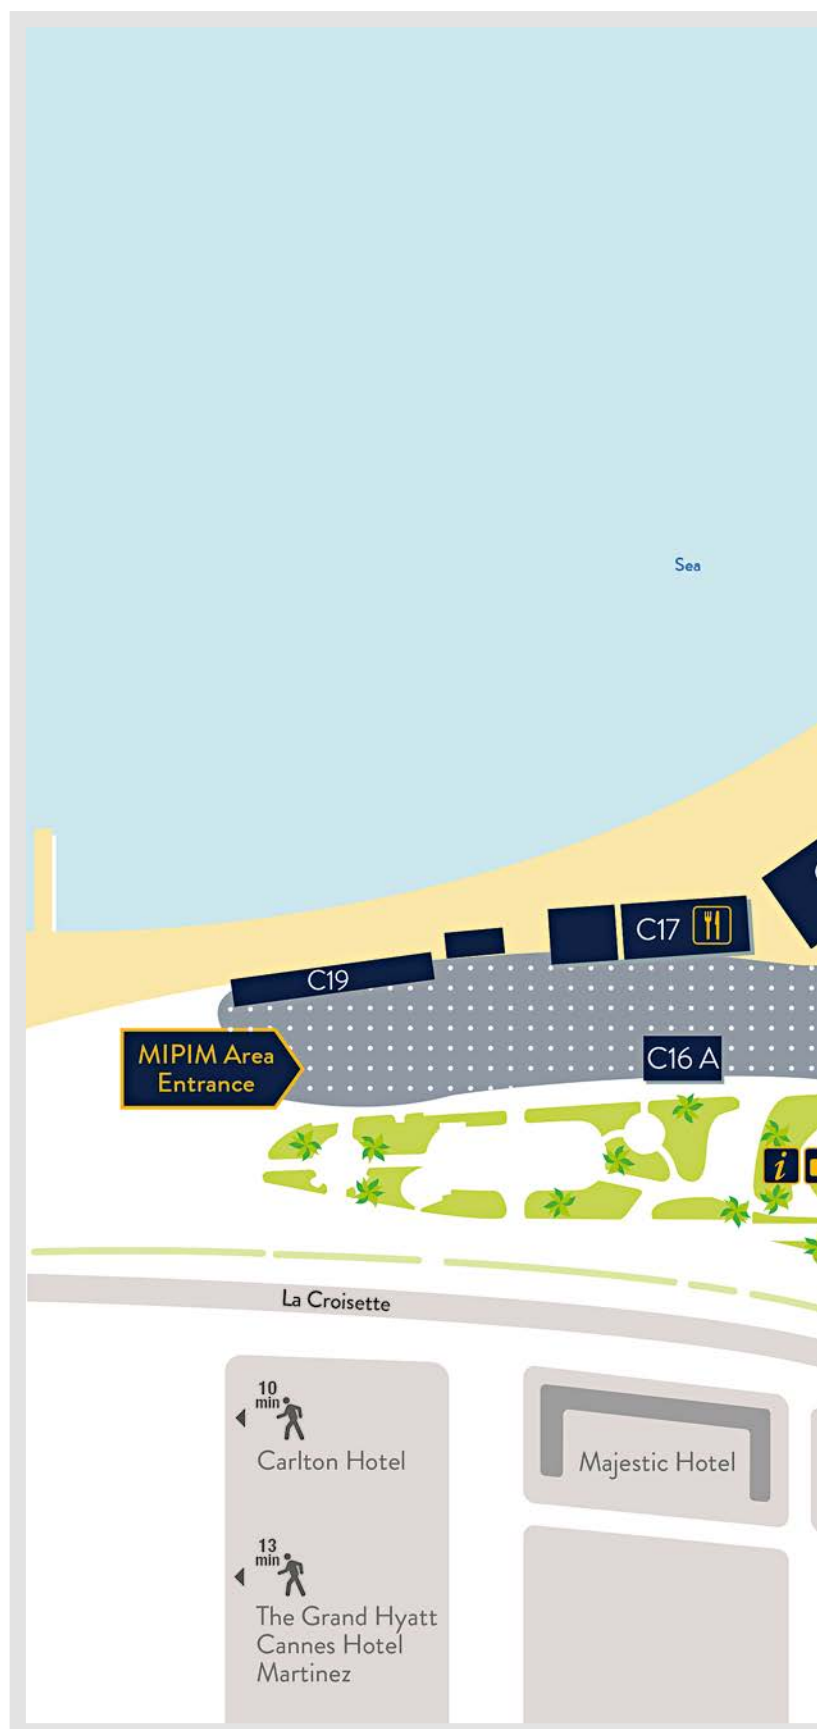 Sea
C17
C19
MIPIM Area
Entrance
C16 A
i
La Croisette
10
min
Carlton Hotel
Majestic Hotel
13
min
The Grand Hyatt
Cannes Hotel
Martinez